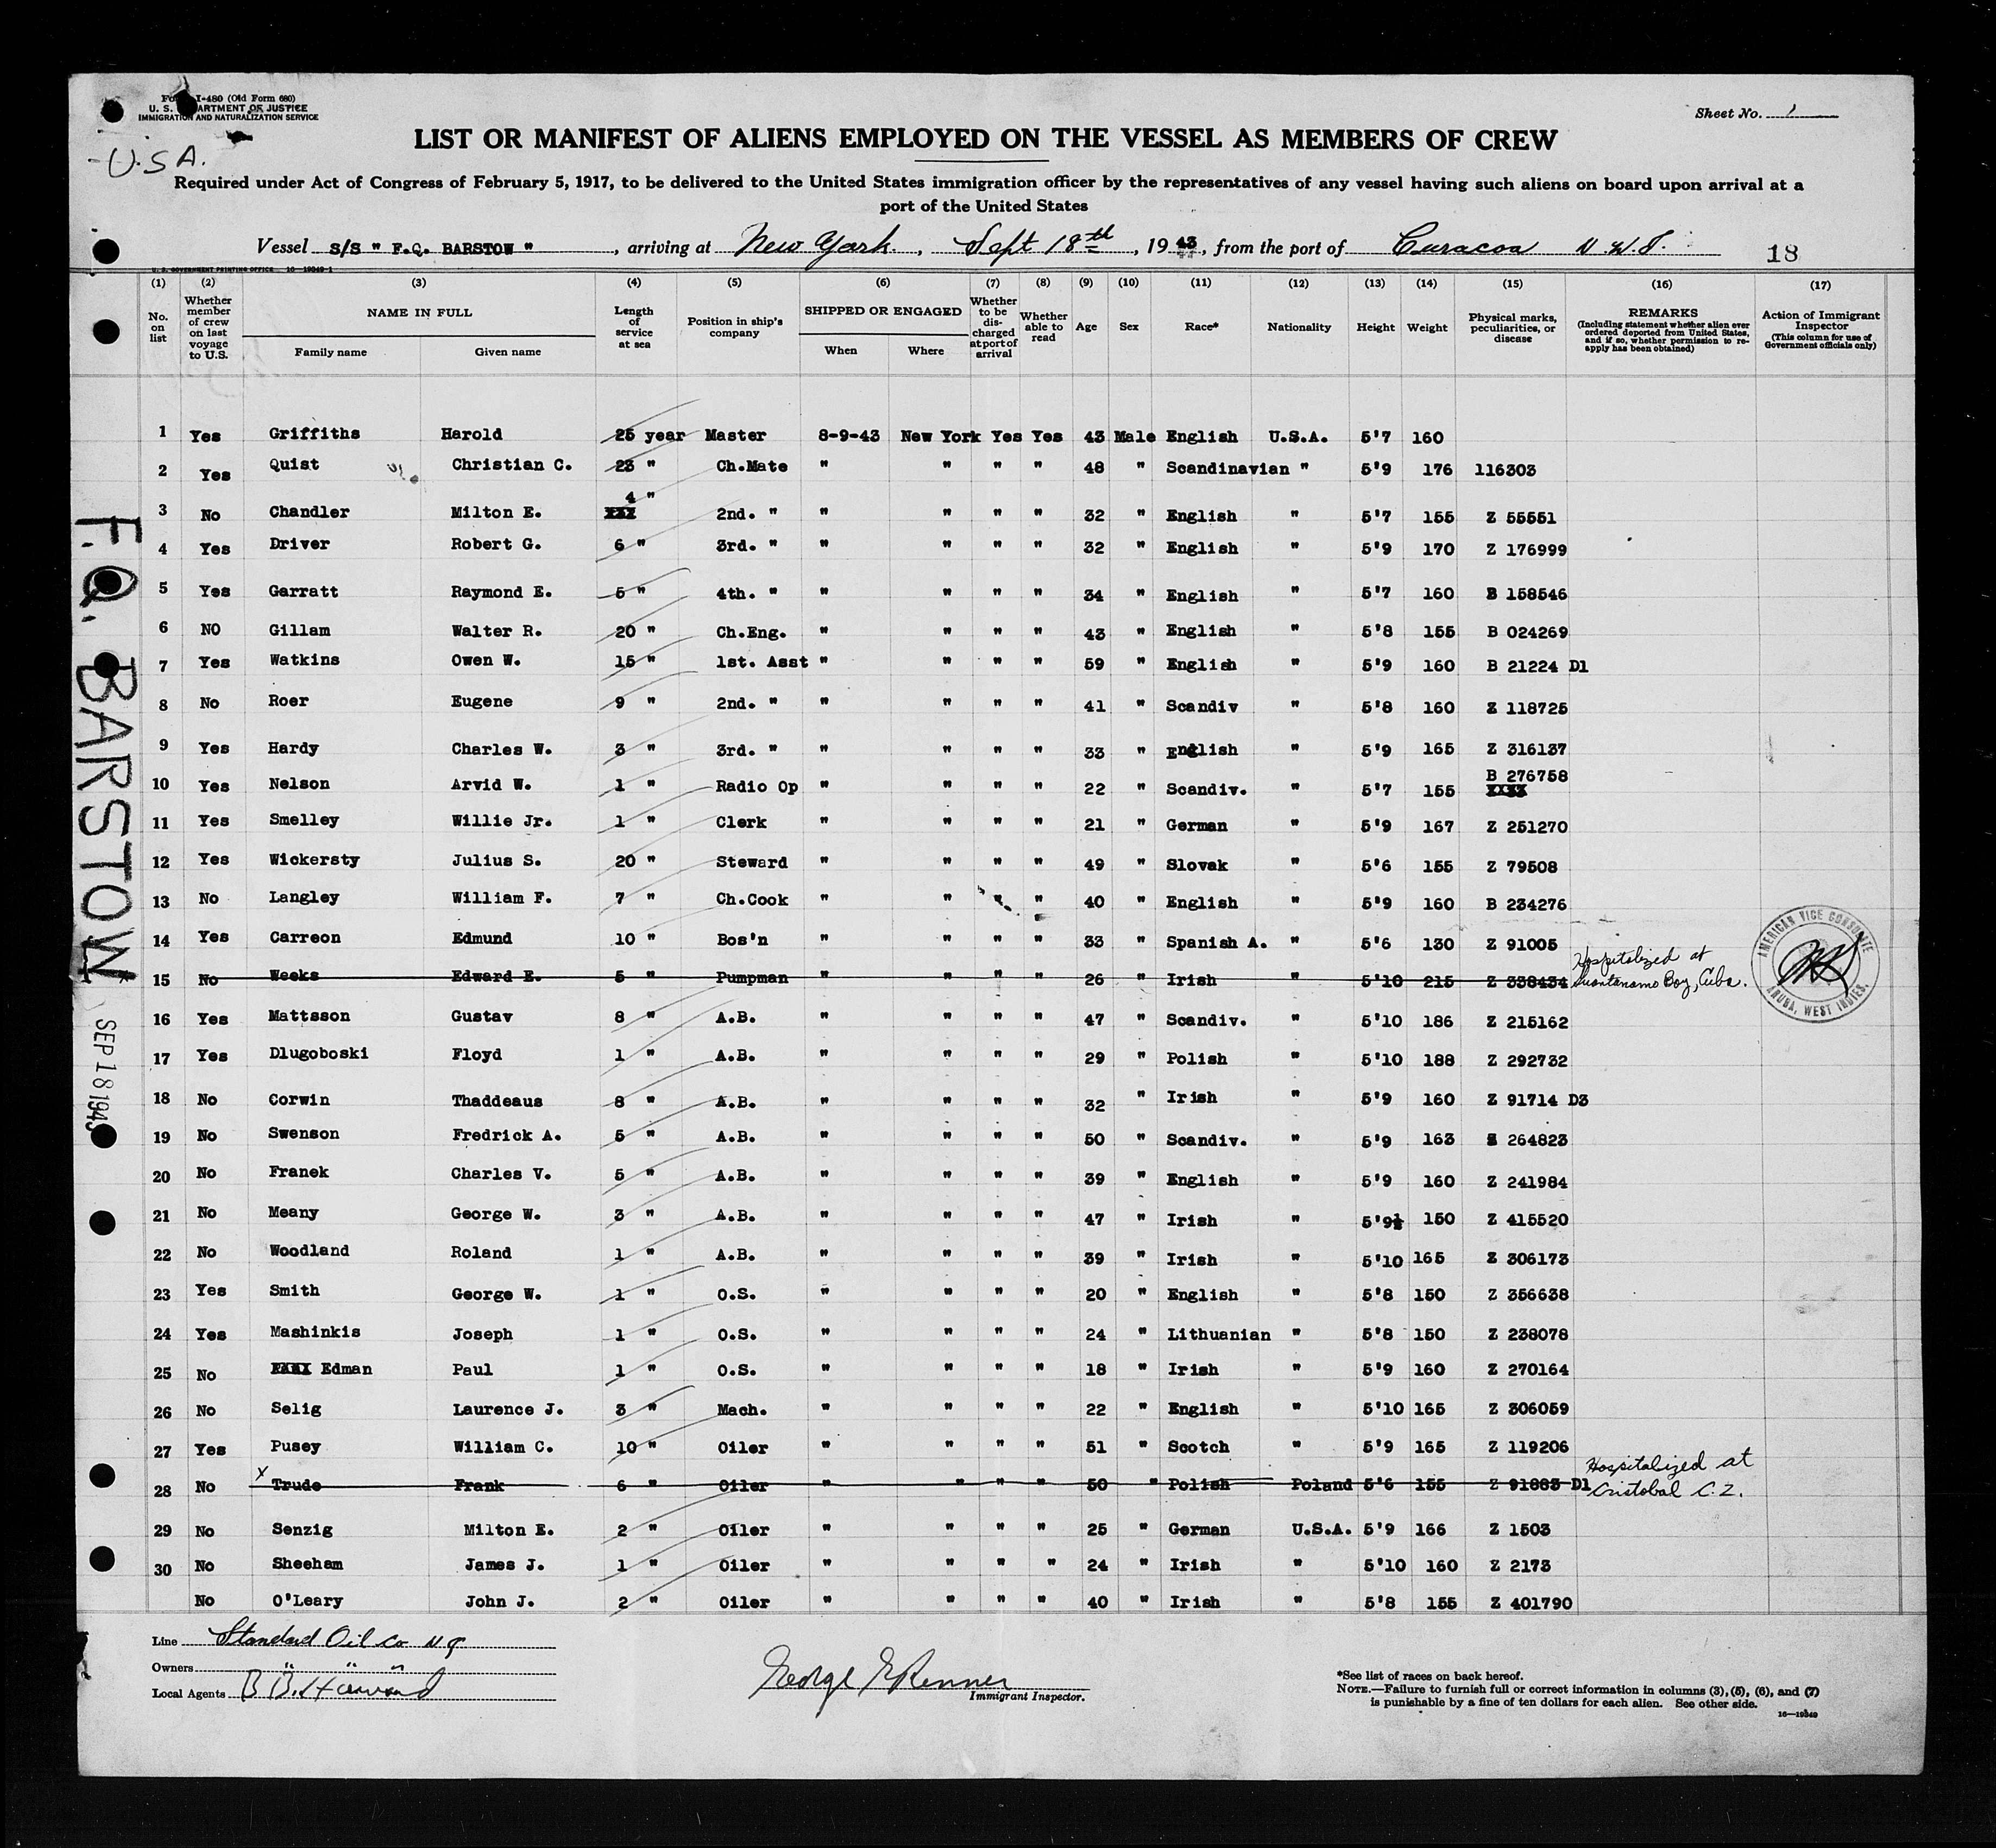 Form I-480 (Old Form 680)
U. S. DEPARTMENT OF JUSTICE
IMMIGRATION AND NATURALIZATION SERVICE
U.S.A.
Sheet No. 1
LIST OR MANIFEST OF ALIENS EMPLOYED ON THE VESSEL AS MEMBERS OF CREW
Required under Act of Congress of February 5, 1917, to be delivered to the United States immigration officer by the representatives of any vessel having such aliens on board upon arrival at a
port of the United States
Vessel S/S " F.Q. BARSTOW ", arriving at New York, Sept 18th, 1943, from the port of Curacoa N.W.I. 18
U. S. GOVERNMENT PRINTING OFFICE 16-19349-1
(1) (2) (3) (4) (5) (6) (7) (8) (9) (10) (11) (12) (13) (14) (15) (16) (17)
No. on list
Whether member of crew on last voyage to U.S.
NAME IN FULL
Family name Given name
Length of service at sea
Position in ship's company
SHIPPED OR ENGAGED
When Where
Whether to be discharged at port of arrival
Whether able to read
Age Sex Race* Nationality Height Weight
Physical marks, peculiarities, or disease
REMARKS
(Including statement whether alien ever ordered deported from United States, and if so, whether permission to reapply has been obtained)
Action of Immigrant Inspector
(This column for use of Government officials only)
1 Yes Griffiths Harold 25 year Master 8-9-43 New York Yes Yes 43 Male English U.S.A. 5'7 160
2 Yes Quist Christian C. 23 " Ch.Mate " " " " 48 " Scandinavian " 5'9 176 116303
3 No Chandler Milton E. 4 " 2nd. " " " " " 32 " English " 5'7 155 Z 55551
4 Yes Driver Robert G. 6 " 3rd. " " " " " 32 " English " 5'9 170 Z 176999
5 Yes Garratt Raymond E. 5 " 4th. " " " " " 34 " English " 5'7 160 B 158546
6 NO Gillam Walter R. 20 " Ch.Eng. " " " " 43 " English " 5'8 155 B 024269
7 Yes Watkins Owen W. 15 " 1st. Asst " " " " 59 " English " 5'9 160 B 21224 D1
8 No Roer Eugene 9 " 2nd. " " " " " 41 " Scandiv " 5'8 160 Z 118725
9 Yes Hardy Charles W. 3 " 3rd. " " " " " 33 " English " 5'9 165 Z 316137
10 Yes Nelson Arvid W. 1 " Radio Op " " " " 22 " Scandiv. " 5'7 155 B 276758
11 Yes Smelley Willie Jr. 1 " Clerk " " " " 21 " German " 5'9 167 Z 251270
12 Yes Wickersty Julius S. 20 " Steward " " " " 49 " Slovak " 5'6 155 Z 79508
13 No Langley William F. 7 " Ch.Cook " " " " 40 " English " 5'9 160 B 234276
14 Yes Carreon Edmund 10 " Bos'n " " " " 33 " Spanish A. " 5'6 130 Z 91005
15 No Weeks Edward E. 5 " Pumpman " " " " 26 " Irish " 5'10 215 Z 338434 Hospitalized at Guantanamo Bay, Cuba.
AMERICAN VICE CONSULATE ARUBA, WEST INDIES.
16 Yes Mattsson Gustav 8 " A.B. " " " " 47 " Scandiv. " 5'10 186 Z 215162
17 Yes Dlugoboski Floyd 1 " A.B. " " " " 29 " Polish " 5'10 188 Z 292732
18 No Corwin Thaddeaus 8 " A.B. " " " " 32 " Irish " 5'9 160 Z 91714 D3
19 No Swenson Fredrick A. 5 " A.B. " " " " 50 " Scandiv. " 5'9 163 264823
20 No Franek Charles V. 5 " A.B. " " " " 39 " English " 5'9 160 Z 241984
21 No Meany George W. 3 " A.B. " " " " 47 " Irish " 5'9½ 150 Z 415520
22 No Woodland Roland 1 " A.B. " " " " 39 " Irish " 5'10 165 Z 306173
23 Yes Smith George W. 1 " O.S. " " " " 20 " English " 5'8 150 Z 356638
24 Yes Mashinkis Joseph 1 " O.S. " " " " 24 " Lithuanian " 5'8 150 Z 238078
25 No Edman Paul 1 " O.S. " " " " 18 " Irish " 5'9 160 Z 270164
26 No Selig Laurence J. 3 " Mach. " " " " 22 " English " 5'10 165 Z 306059
27 Yes Pusey William C. 10 " Oiler " " " " 51 " Scotch " 5'9 165 Z 119206
28 No x Trude Frank 6 " Oiler " " " " 50 " Polish Poland 5'6 155 Z 91883 D1 Hospitalized at Cristobal C.Z.
29 No Senzig Milton E. 2 " Oiler " " " " 25 " German U.S.A. 5'9 166 Z 1503
30 No Sheeham James J. 1 " Oiler " " " " 24 " Irish " 5'10 160 Z 2173
No O'Leary John J. 2 " Oiler " " " " 40 " Irish " 5'8 155 Z 401790
F.Q. BARSTOW
SEP 18 1943
Line Standard Oil Co N J
Owners " " "
Local Agents
Immigrant Inspector.
*See list of races on back hereof.
NOTE.—Failure to furnish full or correct information in columns (3), (5), (6), and (7)
is punishable by a fine of ten dollars for each alien. See other side.
16—19349